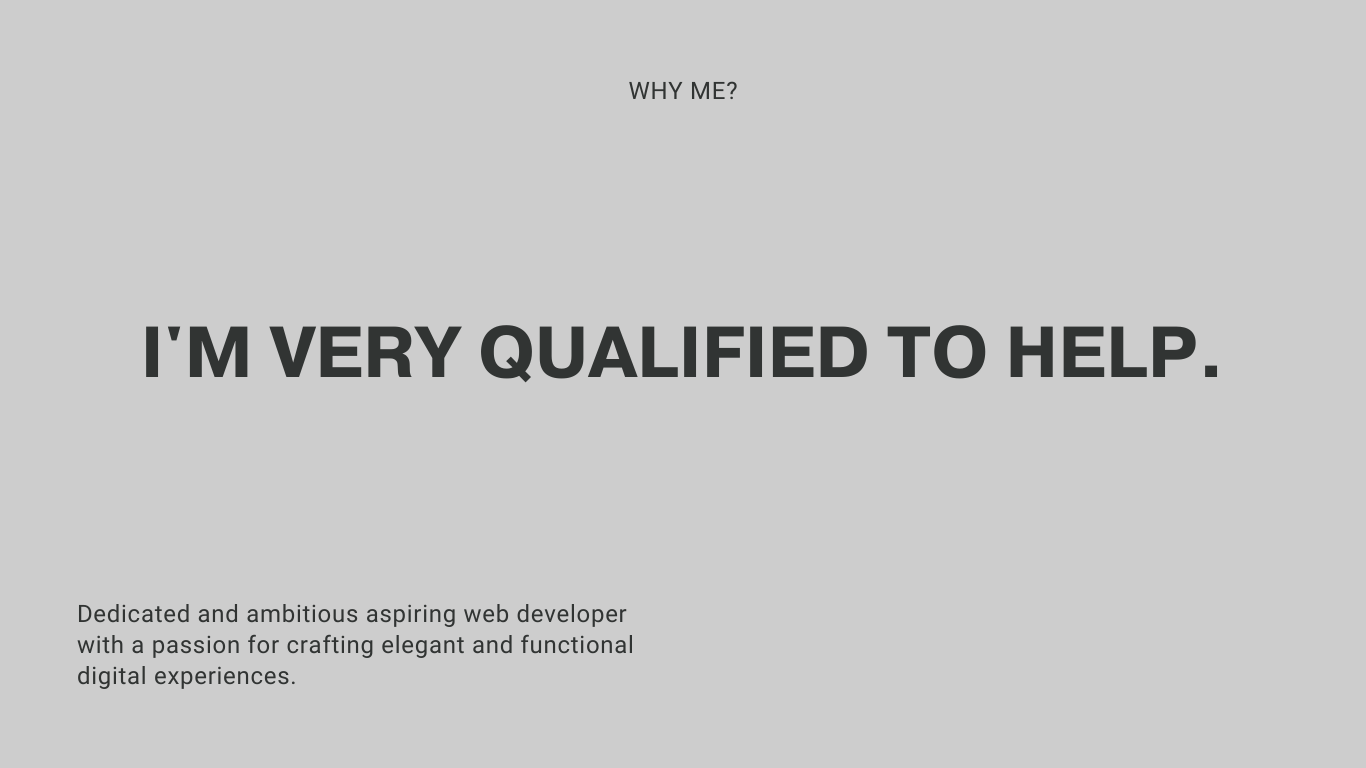 WHY ME?
I'M VERY QUALIFIED TO HELP.
Dedicated and ambitious aspiring web developer
with a passion for crafting elegant and functional
digital experiences.